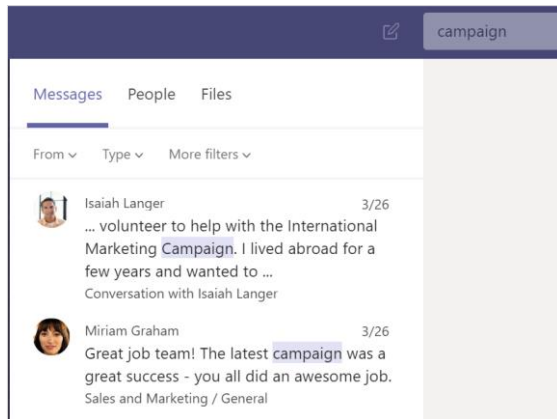 campaign
Messages People Files
From Type More filters
Isaiah Langer 3/26
... volunteer to help with the International
Marketing Campaign. I lived abroad for a
few years and wanted to ...
Conversation with Isaiah Langer
Miriam Graham 3/26
Great job team! The latest campaign was a
great success - you all did an awesome job.
Sales and Marketing / General